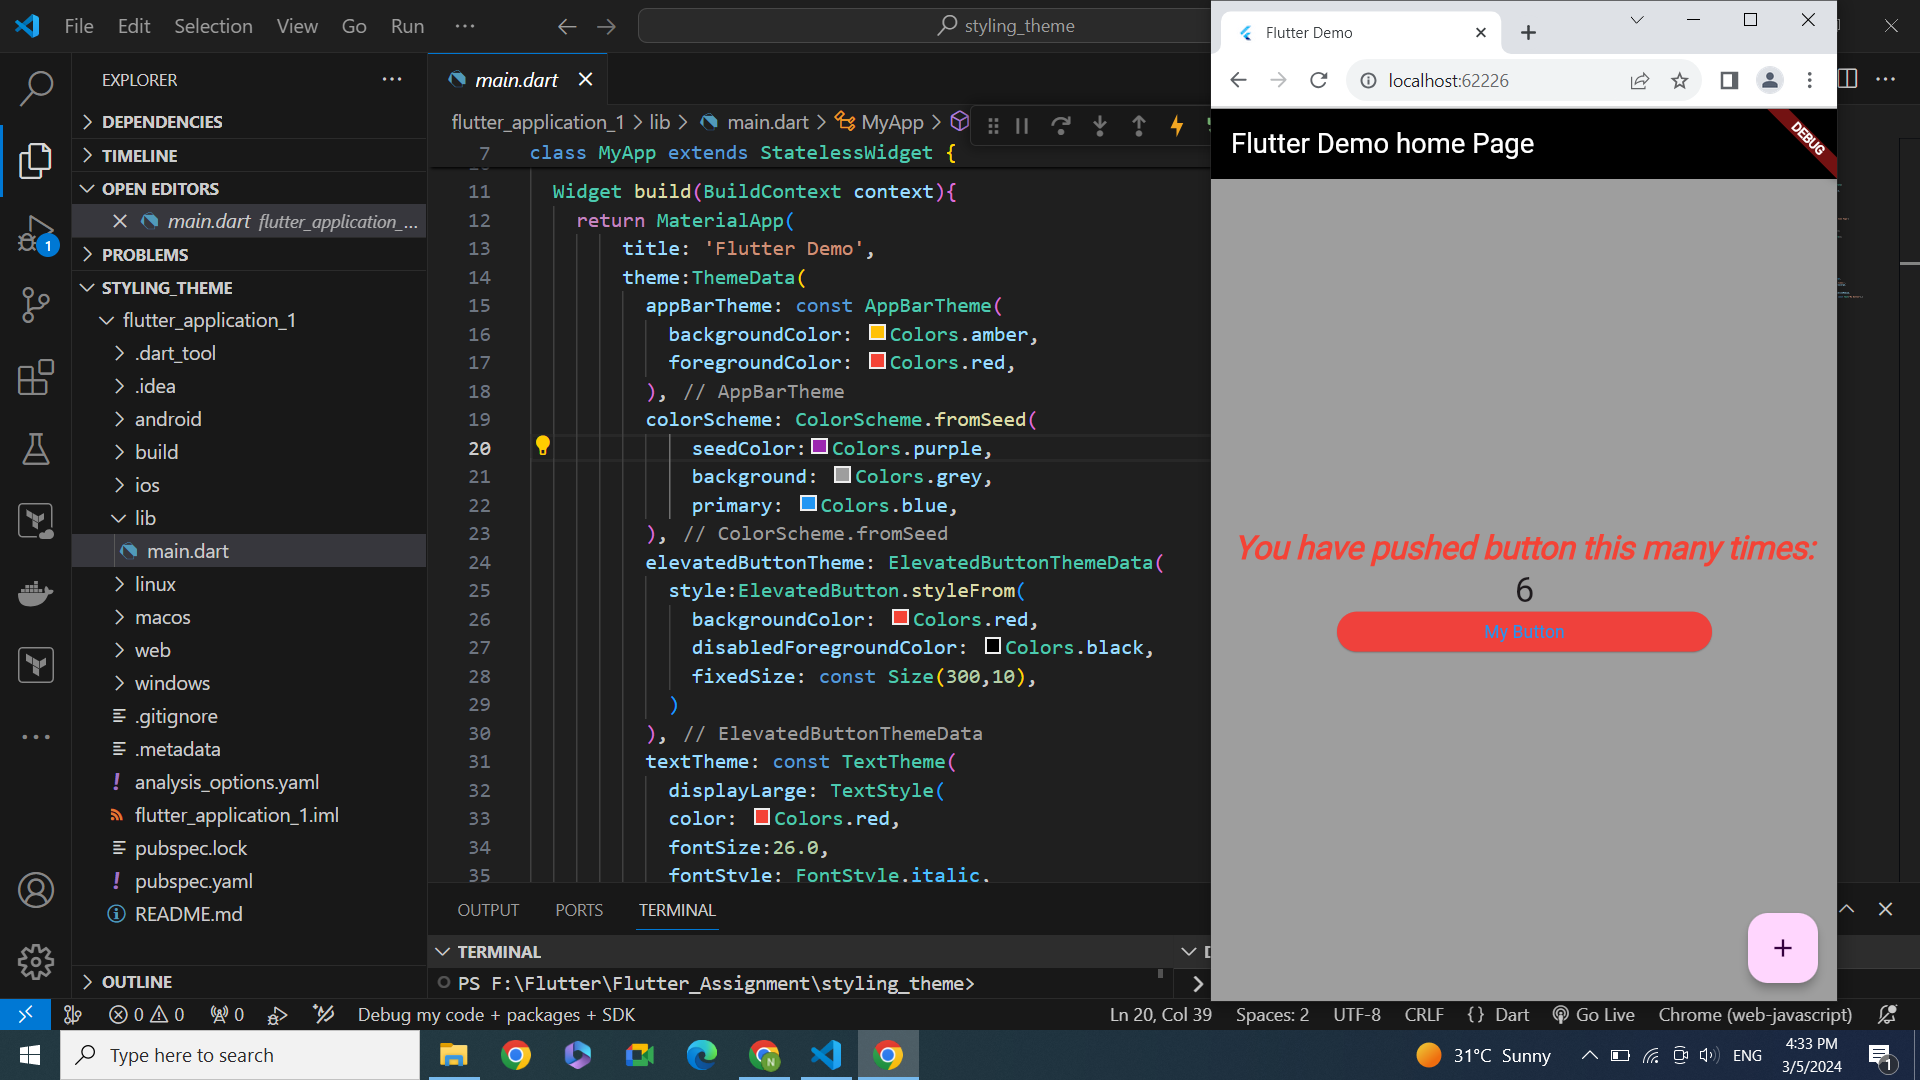 File Edit Selection View Go Run ··· styling_theme
EXPLORER
DEPENDENCIES
TIMELINE
OPEN EDITORS
main.dart flutter_application_...
PROBLEMS
STYLING_THEME
flutter_application_1
.dart_tool
.idea
android
build
ios
lib
main.dart
linux
macos
web
windows
.gitignore
.metadata
analysis_options.yaml
flutter_application_1.iml
pubspec.lock
pubspec.yaml
README.md
OUTLINE
main.dart
flutter_application_1 > lib > main.dart > MyApp >
7 class MyApp extends StatelessWidget {
11 Widget build(BuildContext context){
12 return MaterialApp(
13 title: 'Flutter Demo',
14 theme:ThemeData(
15 appBarTheme: const AppBarTheme(
16 backgroundColor: Colors.amber,
17 foregroundColor: Colors.red,
18 ), // AppBarTheme
19 colorScheme: ColorScheme.fromSeed(
20 seedColor: Colors.purple,
21 background: Colors.grey,
22 primary: Colors.blue,
23 ), // ColorScheme.fromSeed
24 elevatedButtonTheme: ElevatedButtonThemeData(
25 style:ElevatedButton.styleFrom(
26 backgroundColor: Colors.red,
27 disabledForegroundColor: Colors.black,
28 fixedSize: const Size(300,10),
29 )
30 ), // ElevatedButtonThemeData
31 textTheme: const TextTheme(
32 displayLarge: TextStyle(
33 color: Colors.red,
34 fontSize:26.0,
35 fontStyle: FontStyle.italic,
OUTPUT PORTS TERMINAL
TERMINAL
PS F:\Flutter\Flutter_Assignment\styling_theme>
Flutter Demo
localhost:62226
Flutter Demo home Page
DEBUG
You have pushed button this many times:
6
My Button
+
1
0 0 0 Debug my code + packages + SDK Ln 20, Col 39 Spaces: 2 UTF-8 CRLF {} Dart Go Live Chrome (web-javascript)
Type here to search
N
31°C Sunny
ENG
4:33 PM
3/5/2024
1